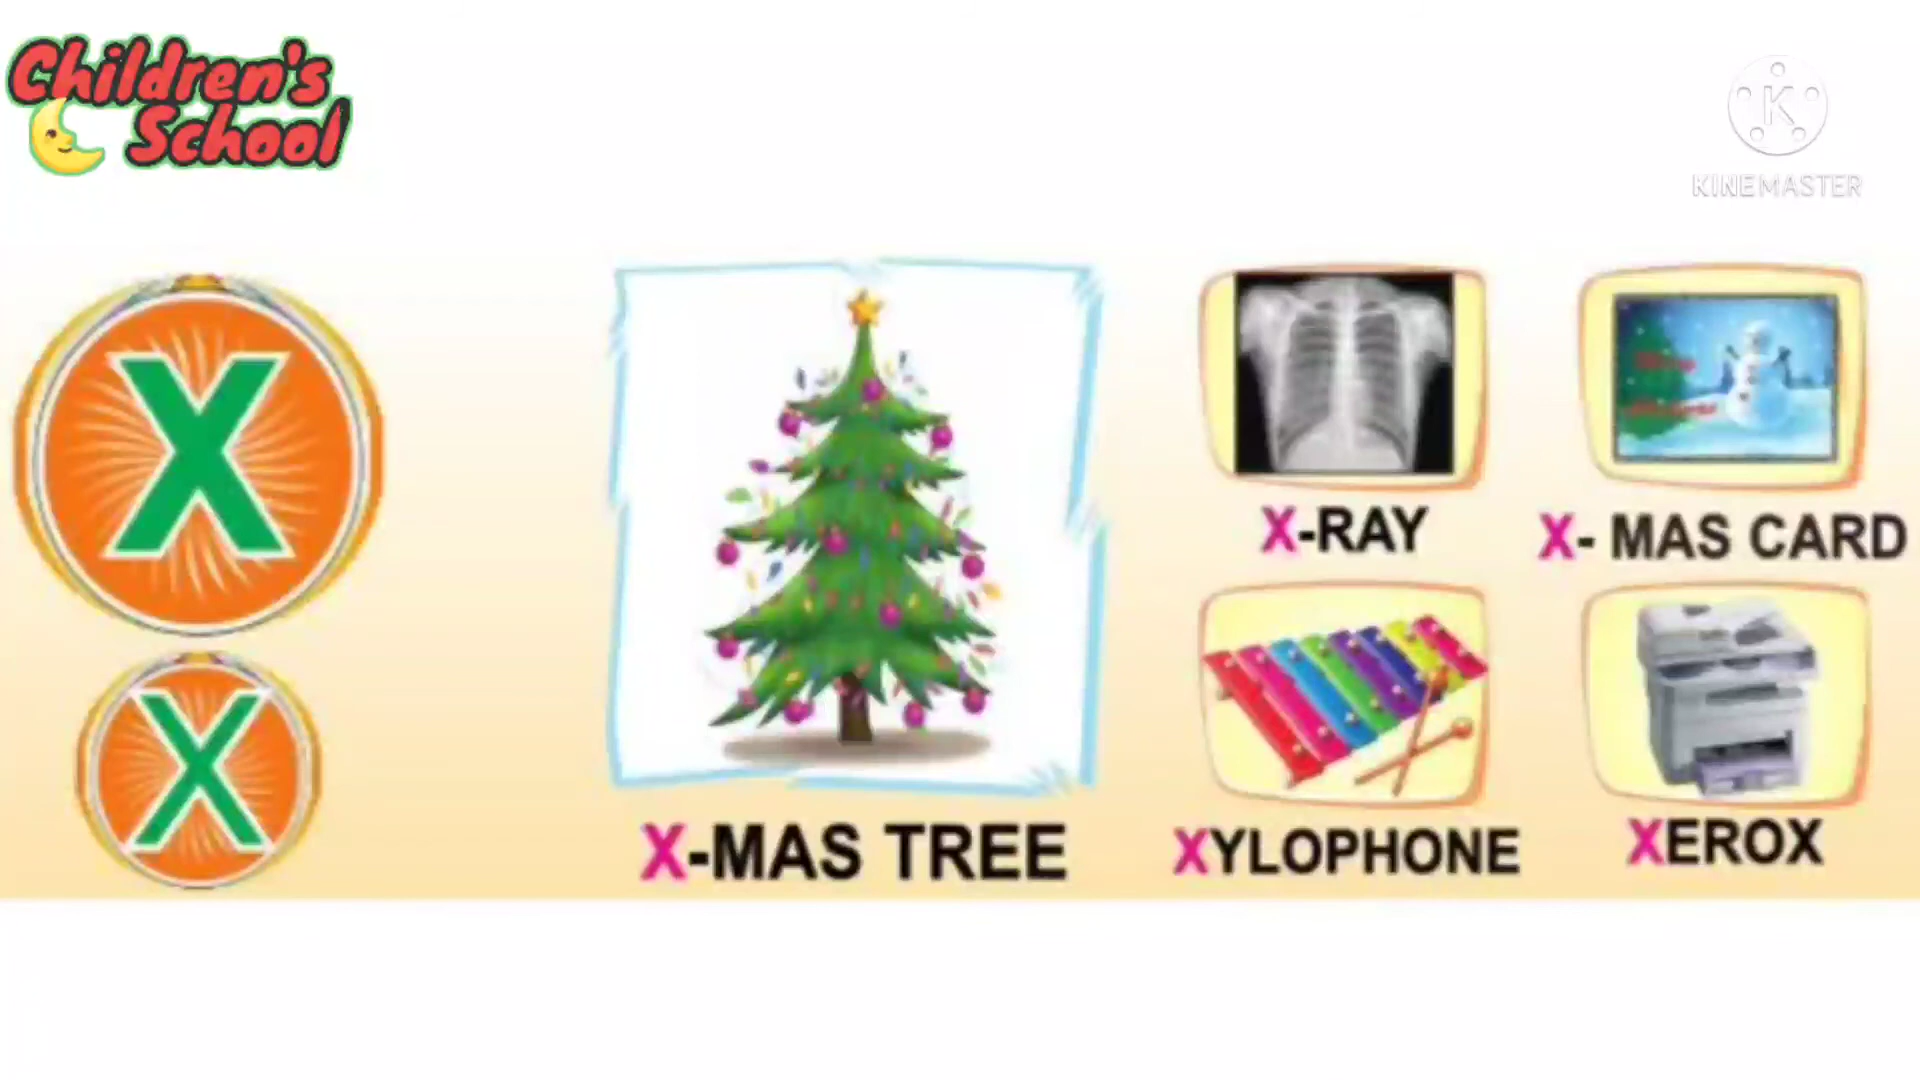 Children's
School
K
KINEMASTER
X
X
X-MAS TREE
X-RAY
X- MAS CARD
XYLOPHONE
XEROX